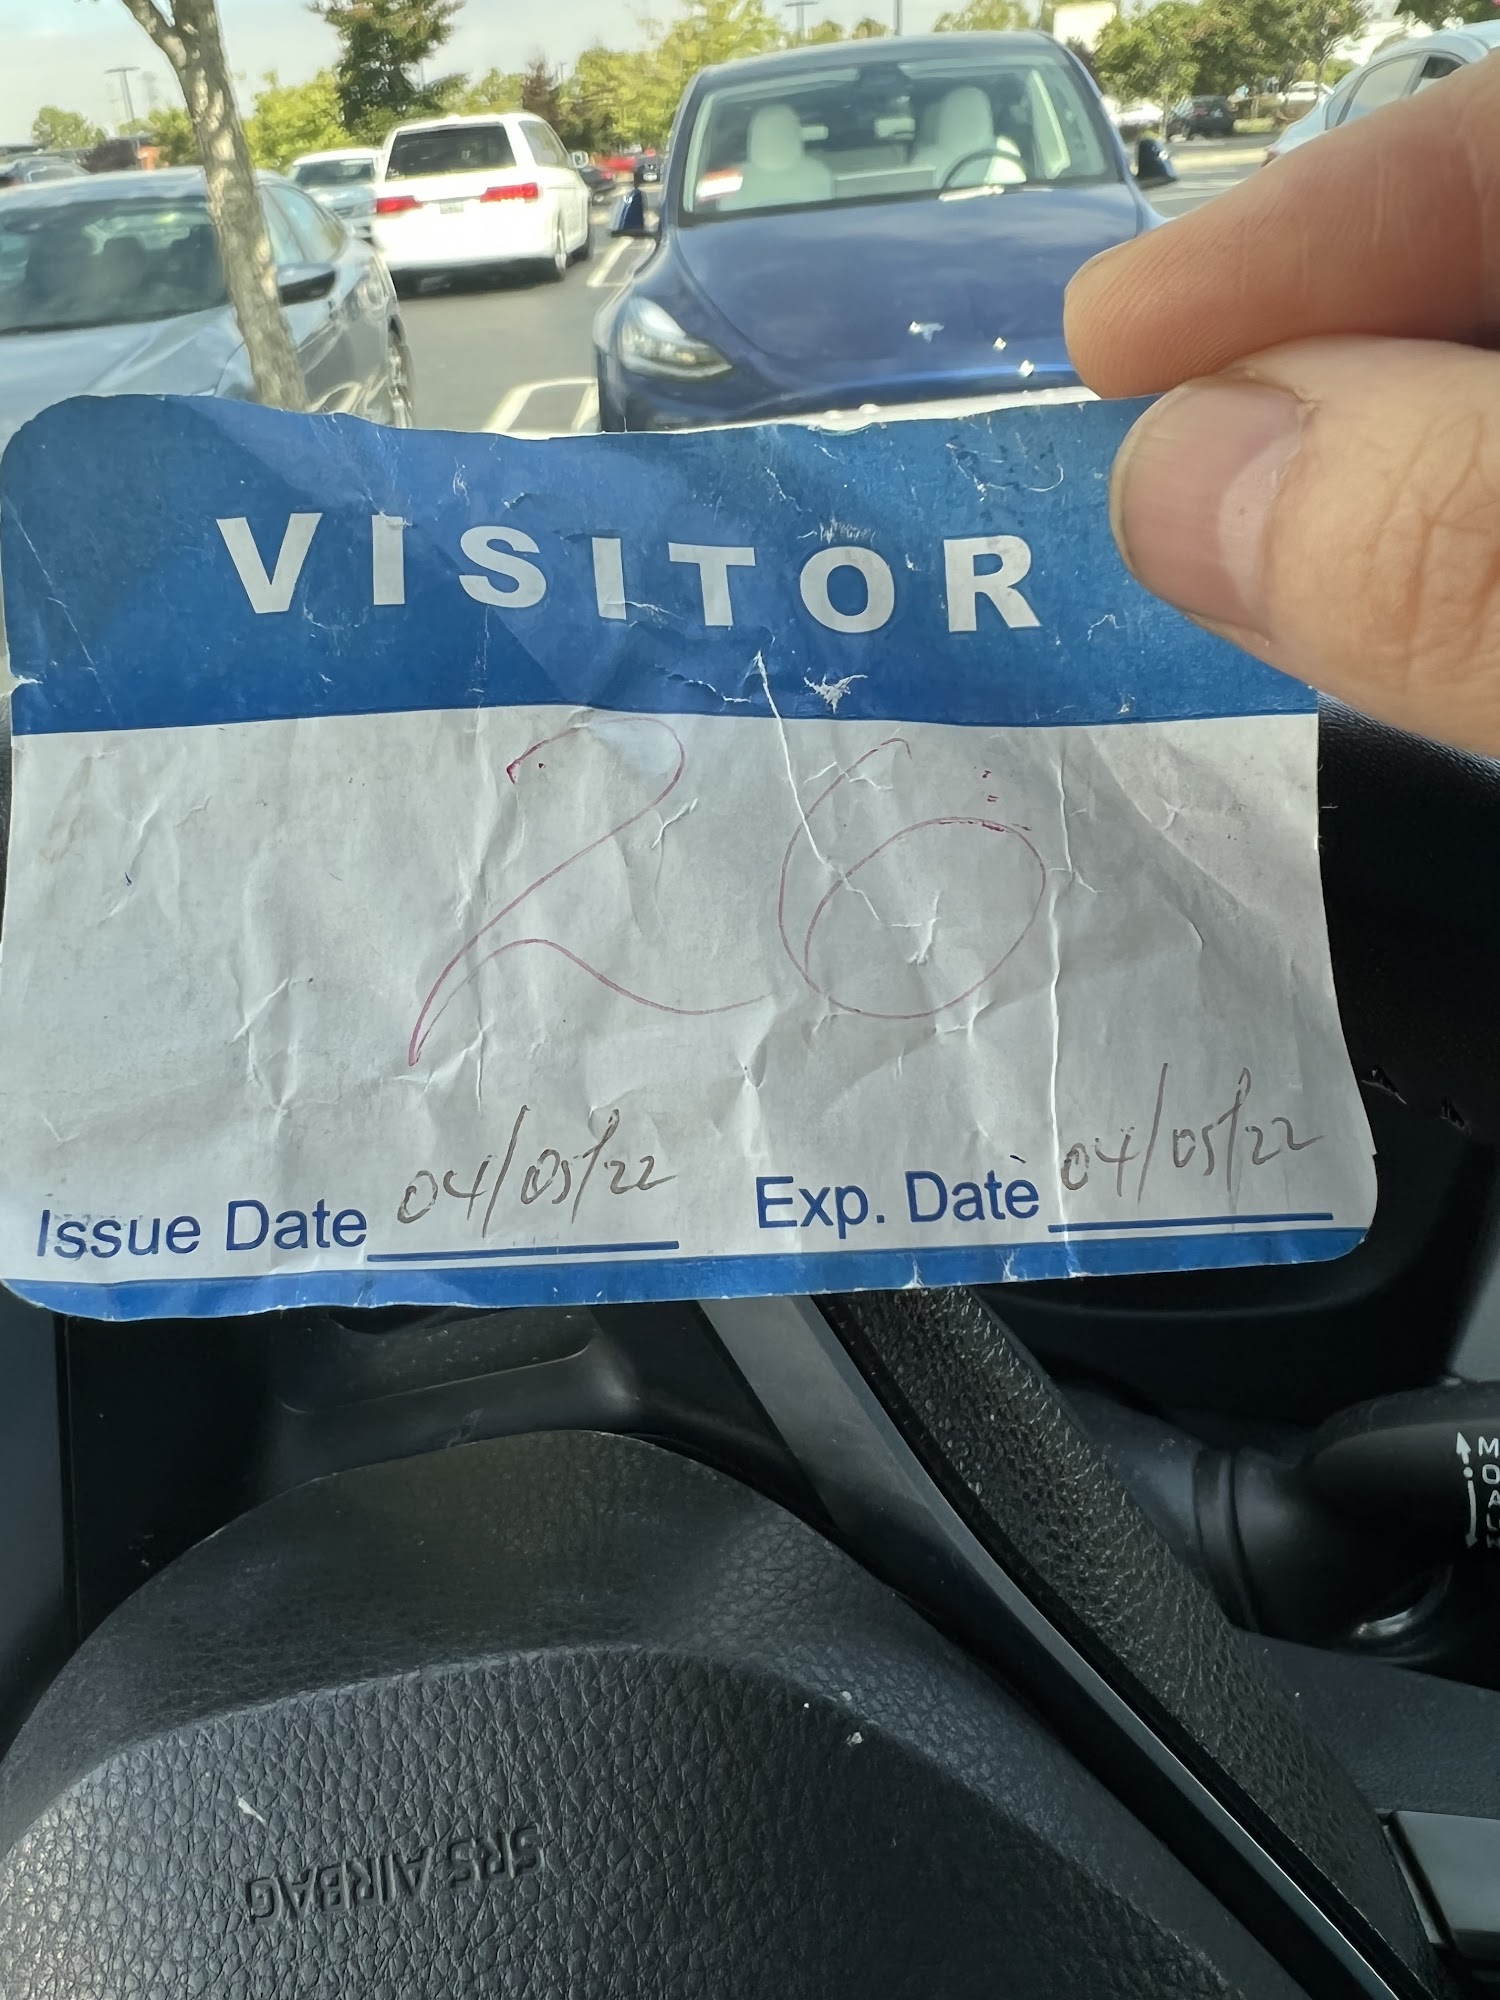 VISITOR
26
Issue Date 04/05/22 Exp. Date 04/05/22
SRS AIRBAG